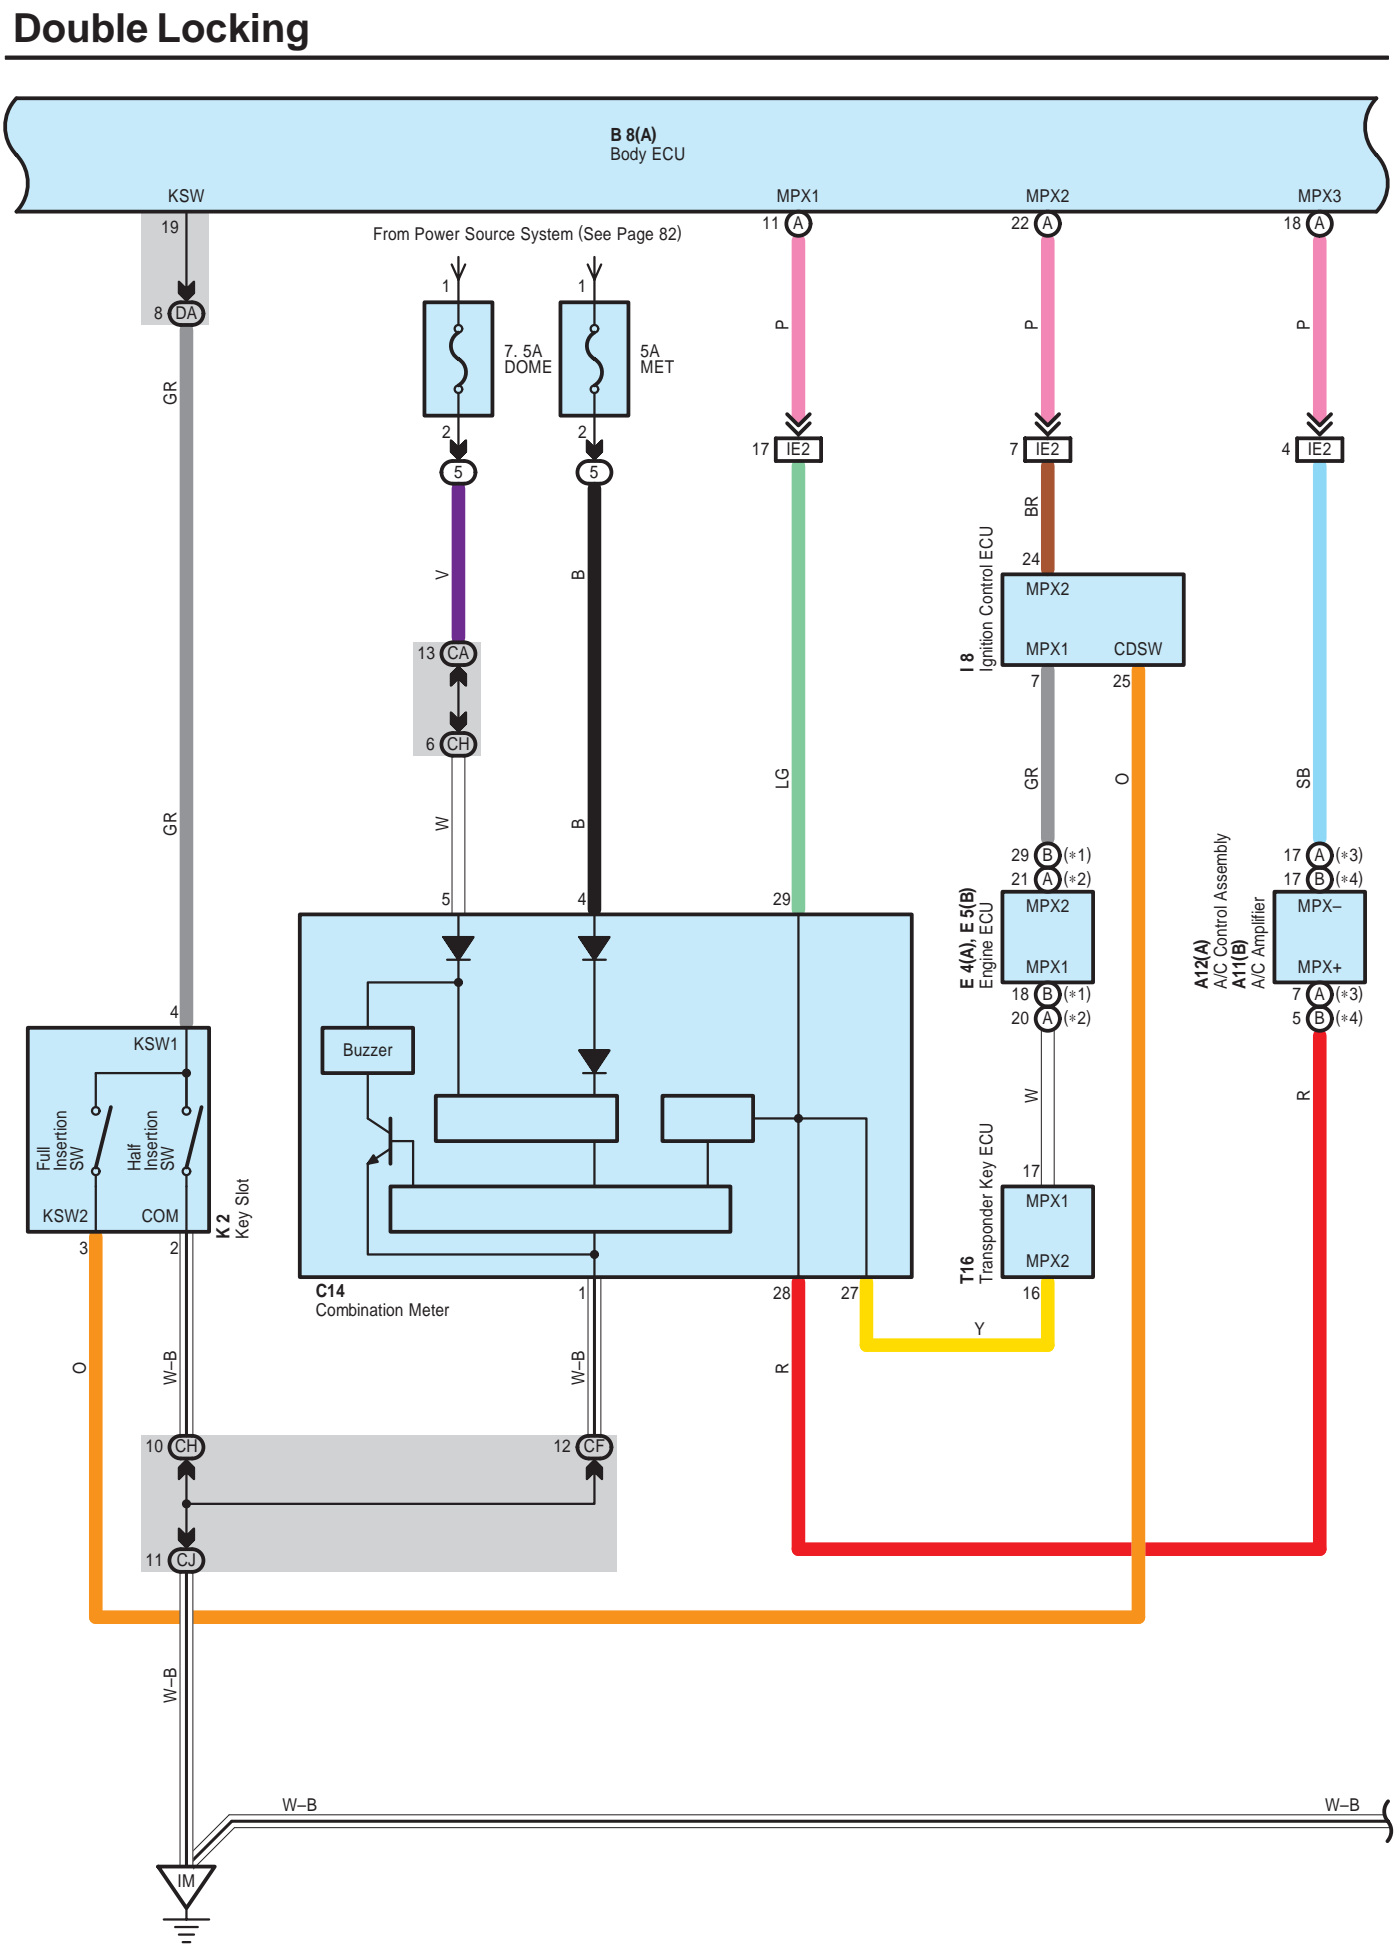 Double Locking
B 8(A)
Body ECU
KSW
MPX1
MPX2
MPX3
19
11 A
22 A
18 A
From Power Source System (See Page 82)
1
1
8 DA
P
P
P
7. 5A
DOME
5A
MET
GR
2
2
5
5
17 IE2
7 IE2
4 IE2
BR
V
B
24
I 8
Ignition Control ECU
MPX2
MPX1
CDSW
13 CA
7
25
6 CH
LG
GR
O
SB
GR
W
B
29 B (*1)
21 A (*2)
17 A (*3)
17 B (*4)
5
4
29
E 4(A), E 5(B)
Engine ECU
MPX2
MPX1
A12(A)
A/C Control Assembly
A11(B)
A/C Amplifier
MPX–
MPX+
18 B (*1)
20 A (*2)
7 A (*3)
5 B (*4)
4
KSW1
Buzzer
Full
Insertion
SW
Half
Insertion
SW
W
R
17
KSW2
COM
K 2
Key Slot
T16
Transponder Key ECU
MPX1
MPX2
3
2
C14
Combination Meter
1
28
27
16
Y
O
W–B
W–B
R
10 CH
12 CF
11 CJ
W–B
W–B
W–B
IM